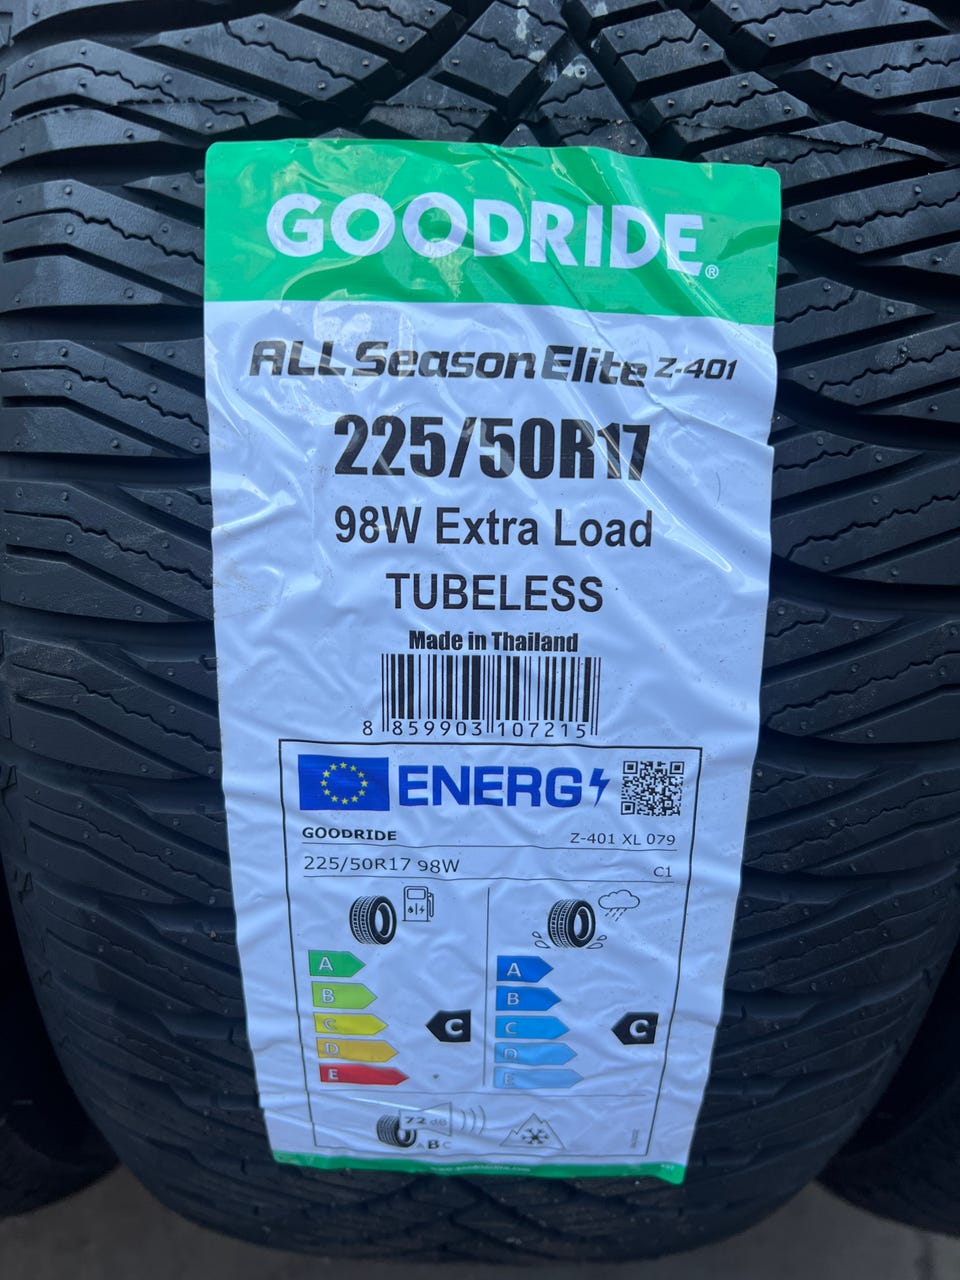 GOODRIDE®
ALL Season Elite Z-401
225/50R17
98W Extra Load
TUBELESS
Made in Thailand
8 859903 107215
ENERG
GOODRIDE Z-401 XL 079
225/50R17 98W C1
A A
B B
C C C C
D D
E E
72 dB
ABC